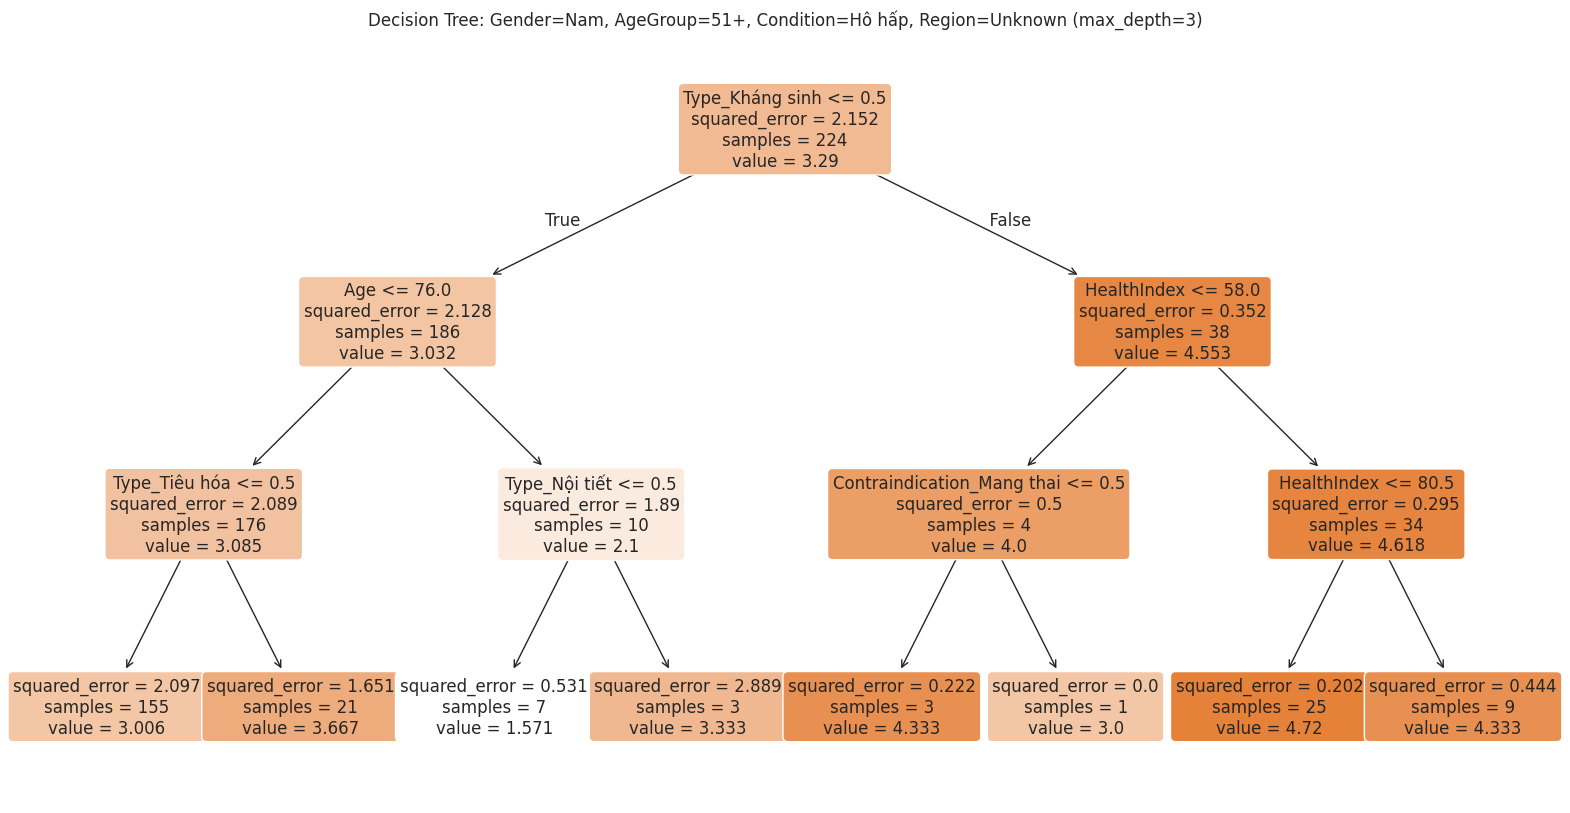 Decision Tree: Gender=Nam, AgeGroup=51+, Condition=Hô hấp, Region=Unknown (max_depth=3)
Type_Kháng sinh <= 0.5
squared_error = 2.152
samples = 224
value = 3.29
True
False
Age <= 76.0
squared_error = 2.128
samples = 186
value = 3.032
HealthIndex <= 58.0
squared_error = 0.352
samples = 38
value = 4.553
Type_Tiêu hóa <= 0.5
squared_error = 2.089
samples = 176
value = 3.085
Type_Nội tiết <= 0.5
squared_error = 1.89
samples = 10
value = 2.1
Contraindication_Mang thai <= 0.5
squared_error = 0.5
samples = 4
value = 4.0
HealthIndex <= 80.5
squared_error = 0.295
samples = 34
value = 4.618
squared_error = 2.097
samples = 155
value = 3.006
squared_error = 1.651
samples = 21
value = 3.667
squared_error = 0.531
samples = 7
value = 1.571
squared_error = 2.889
samples = 3
value = 3.333
squared_error = 0.222
samples = 3
value = 4.333
squared_error = 0.0
samples = 1
value = 3.0
squared_error = 0.202
samples = 25
value = 4.72
squared_error = 0.444
samples = 9
value = 4.333